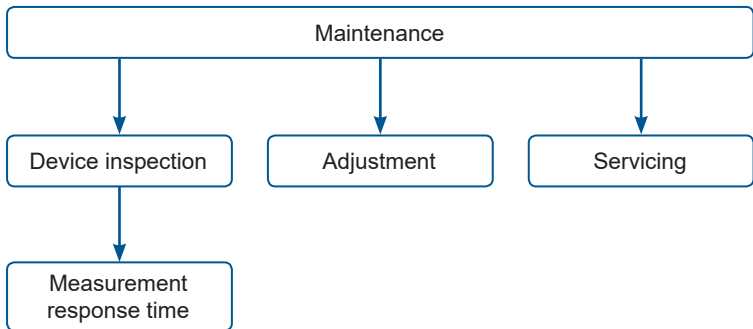 Maintenance
Device inspection
Adjustment
Servicing
Measurement
response time